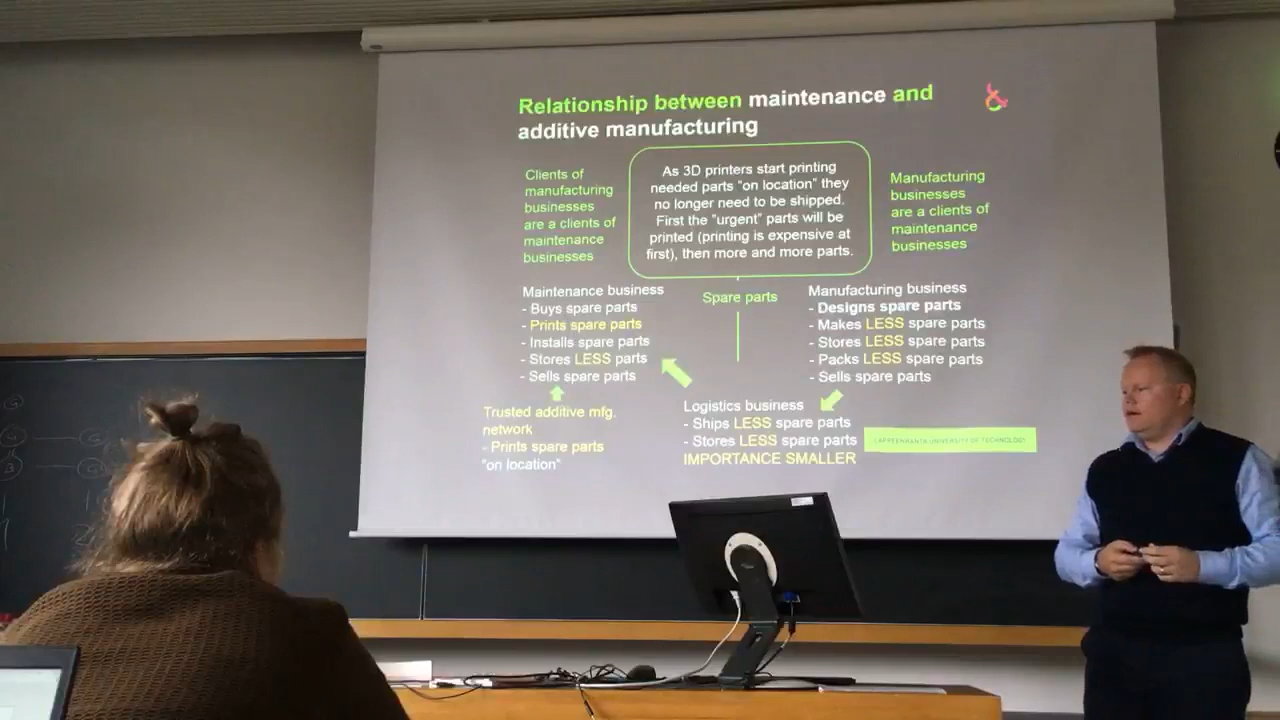 Relationship between maintenance and
additive manufacturing
&
Clients of
manufacturing
businesses
are a clients of
maintenance
businesses
As 3D printers start printing
needed parts "on location" they
no longer need to be shipped.
First the "urgent" parts will be
printed (printing is expensive at
first), then more and more parts.
Manufacturing
businesses
are a clients of
maintenance
businesses
Maintenance business
- Buys spare parts
- Prints spare parts
- Installs spare parts
- Stores LESS parts
- Sells spare parts
Spare parts
Manufacturing business
- Designs spare parts
- Makes LESS spare parts
- Stores LESS spare parts
- Packs LESS spare parts
- Sells spare parts
Trusted additive mfg.
network
- Prints spare parts
"on location"
Logistics business
- Ships LESS spare parts
- Stores LESS spare parts
IMPORTANCE SMALLER
LAPPEENRANTA UNIVERSITY OF TECHNOLOGY